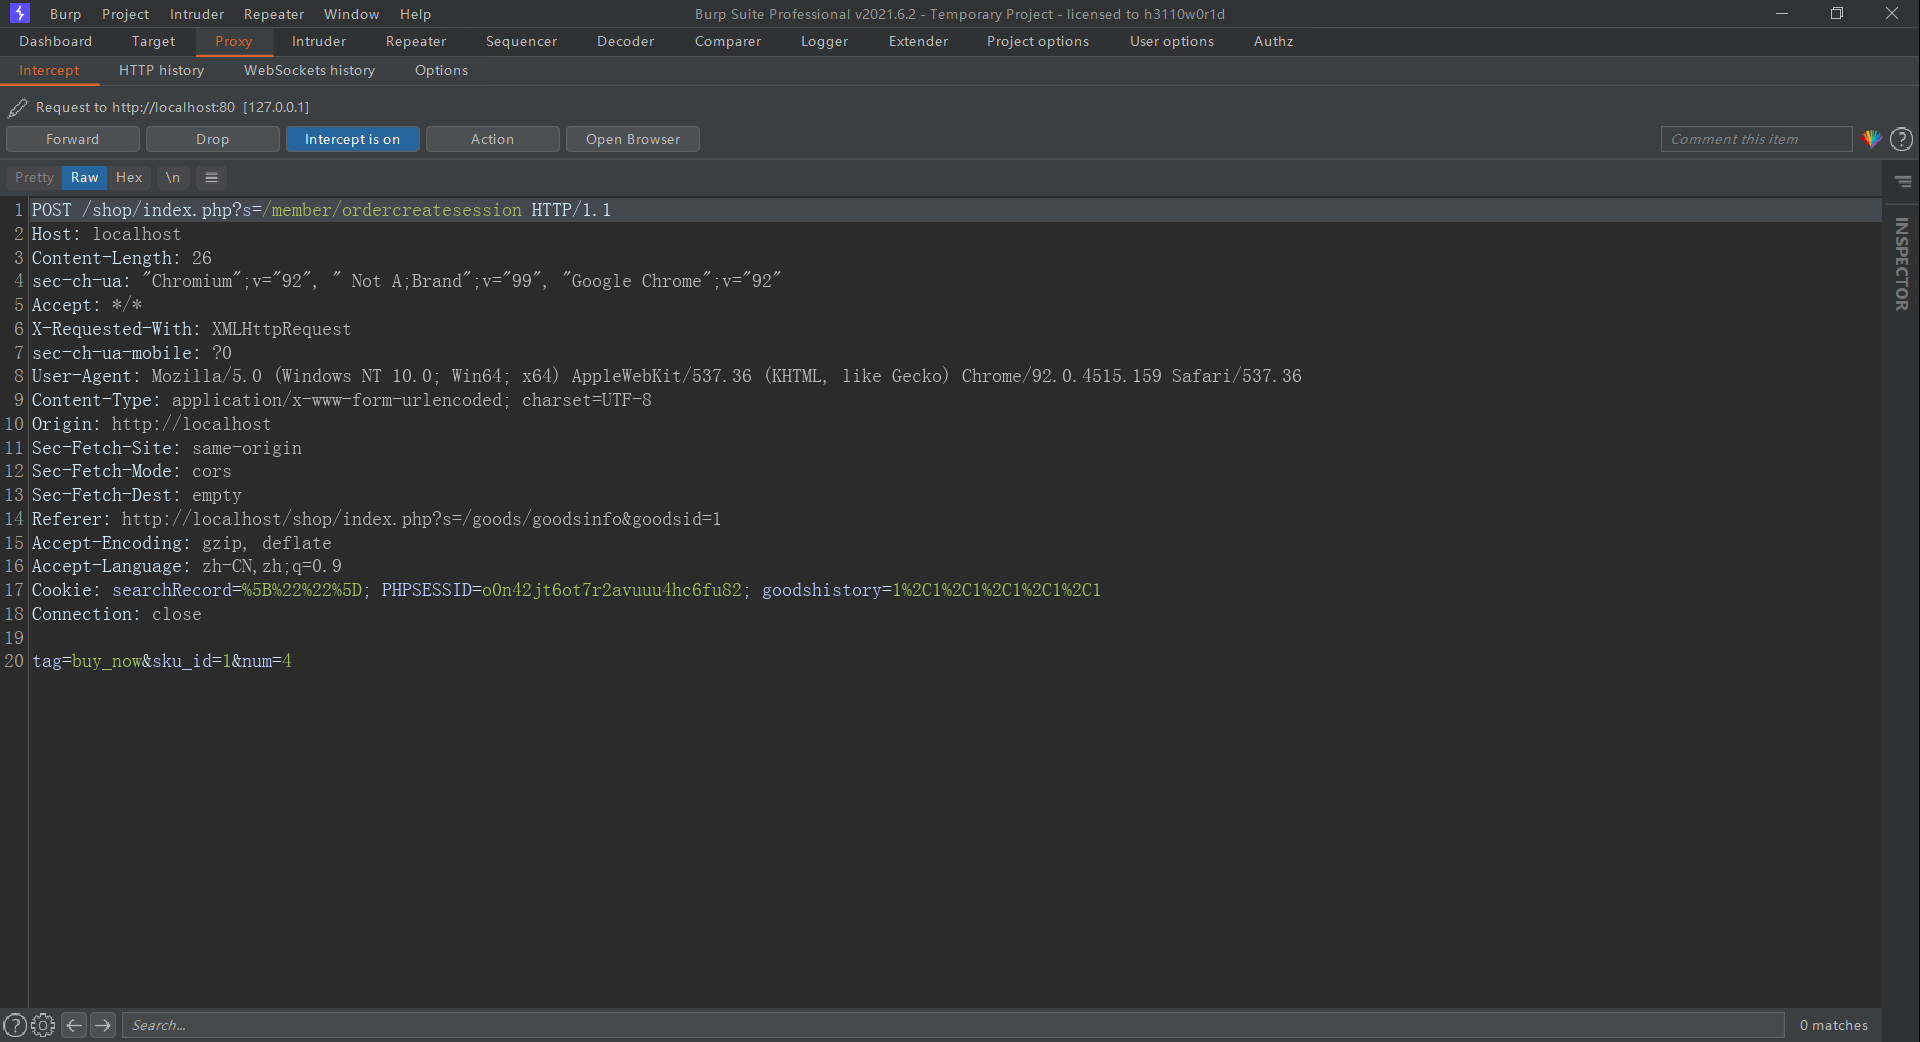 Burp Project Intruder Repeater Window Help Burp Suite Professional v2021.6.2 - Temporary Project - licensed to h3110w0r1d
Dashboard Target Proxy Intruder Repeater Sequencer Decoder Comparer Logger Extender Project options User options Authz
Intercept HTTP history WebSockets history Options
Request to http://localhost:80 [127.0.0.1]
Forward Drop Intercept is on Action Open Browser Comment this item ?
Pretty Raw Hex \n
INSPECTOR
1 POST /shop/index.php?s=/member/ordercreatesession HTTP/1.1
2 Host: localhost
3 Content-Length: 26
4 sec-ch-ua: "Chromium";v="92", " Not A;Brand";v="99", "Google Chrome";v="92"
5 Accept: */*
6 X-Requested-With: XMLHttpRequest
7 sec-ch-ua-mobile: ?0
8 User-Agent: Mozilla/5.0 (Windows NT 10.0; Win64; x64) AppleWebKit/537.36 (KHTML, like Gecko) Chrome/92.0.4515.159 Safari/537.36
9 Content-Type: application/x-www-form-urlencoded; charset=UTF-8
10 Origin: http://localhost
11 Sec-Fetch-Site: same-origin
12 Sec-Fetch-Mode: cors
13 Sec-Fetch-Dest: empty
14 Referer: http://localhost/shop/index.php?s=/goods/goodsinfo&goodsid=1
15 Accept-Encoding: gzip, deflate
16 Accept-Language: zh-CN,zh;q=0.9
17 Cookie: searchRecord=%5B%22%22%5D; PHPSESSID=o0n42jt6ot7r2avuuu4hc6fu82; goodshistory=1%2C1%2C1%2C1%2C1%2C1
18 Connection: close
19
20 tag=buy_now&sku_id=1&num=4
? Search... 0 matches